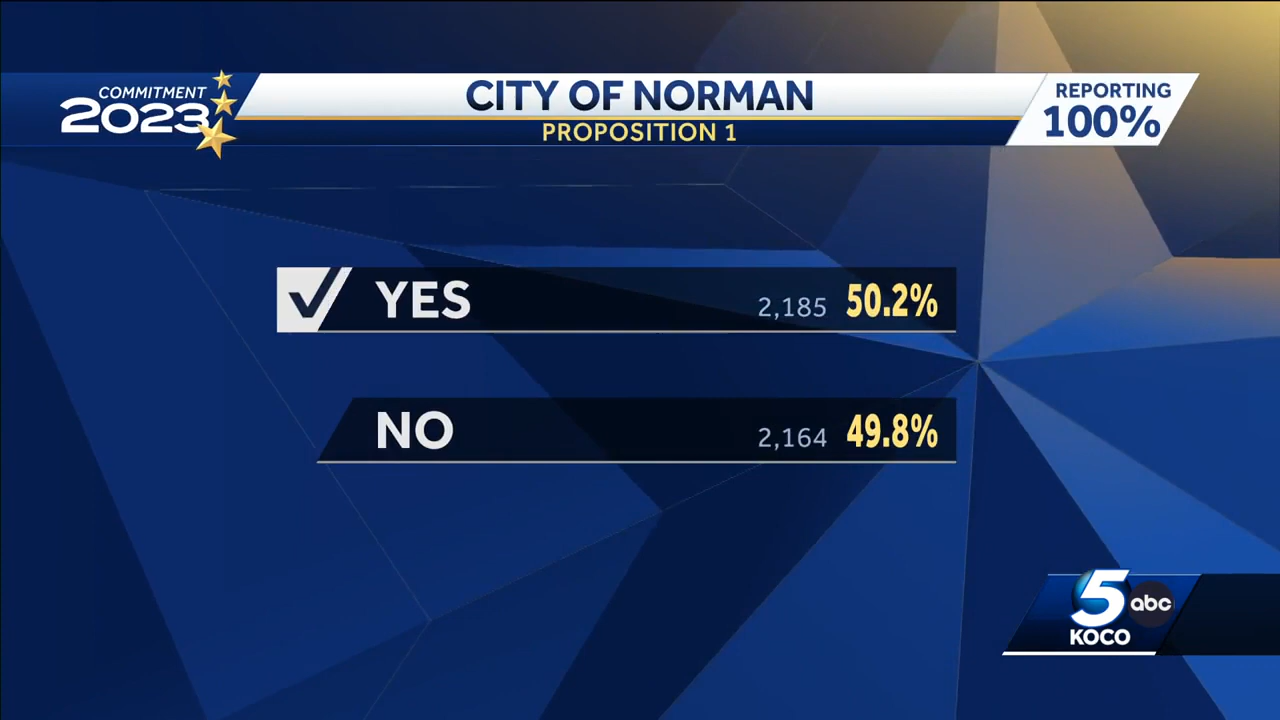 COMMITMENT
2023
CITY OF NORMAN
PROPOSITION 1
REPORTING
100%
YES 2,185 50.2%
NO 2,164 49.8%
5 abc
KOCO